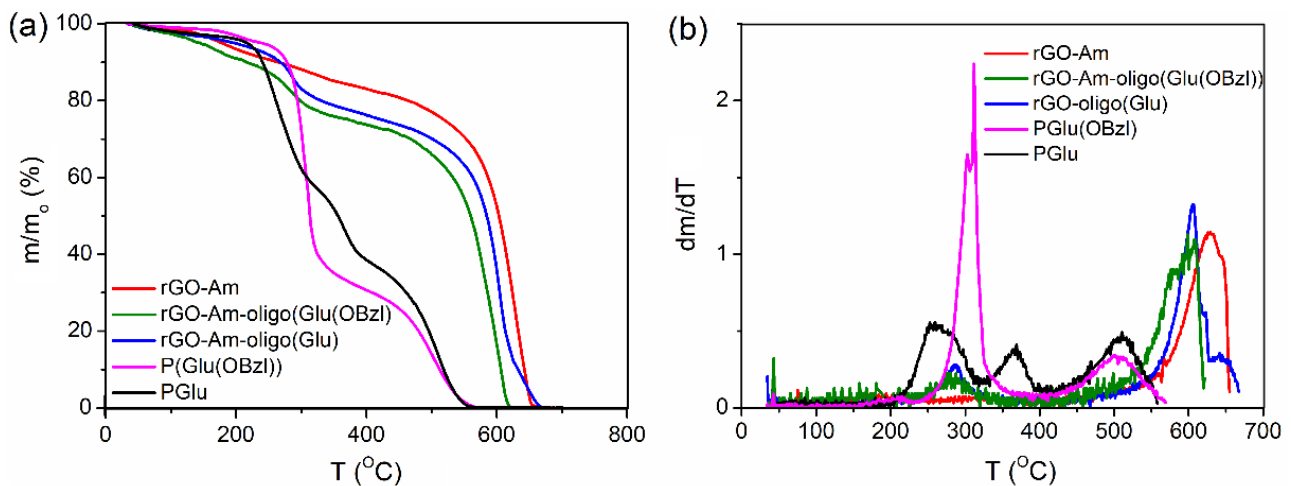 (a)
100
80
60
40
20
0
m/mo (%)
rGO-Am
rGO-Am-oligo(Glu(OBzl)
rGO-Am-oligo(Glu)
P(Glu(OBzl))
PGlu
0
200
400
600
800
T (°C)
(b)
2
1
0
dm/dT
rGO-Am
rGO-Am-oligo(Glu(OBzl))
rGO-oligo(Glu)
PGlu(OBzl)
PGlu
0
100
200
300
400
500
600
700
T (°C)